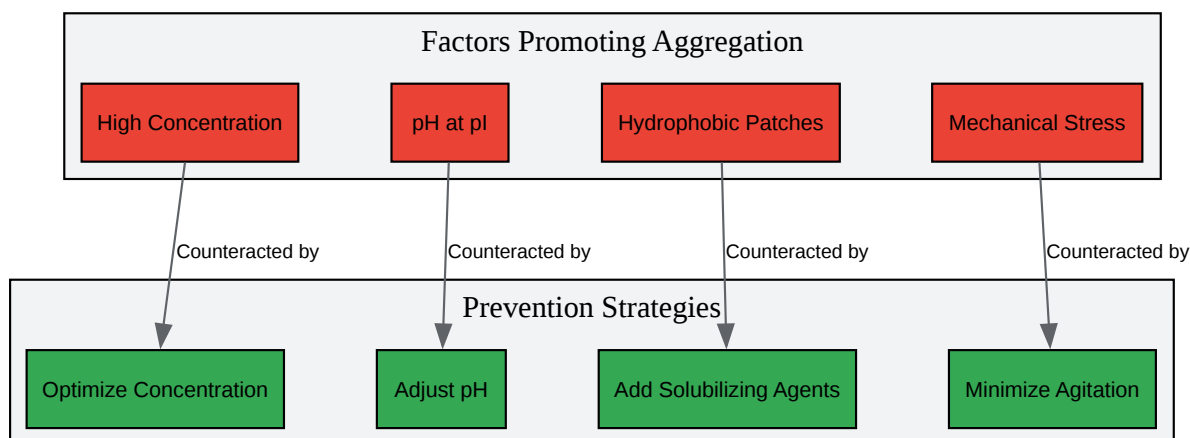 Factors Promoting Aggregation
High Concentration
pH at pI
Hydrophobic Patches
Mechanical Stress
Counteracted by
Counteracted by
Counteracted by
Counteracted by
Prevention Strategies
Optimize Concentration
Adjust pH
Add Solubilizing Agents
Minimize Agitation